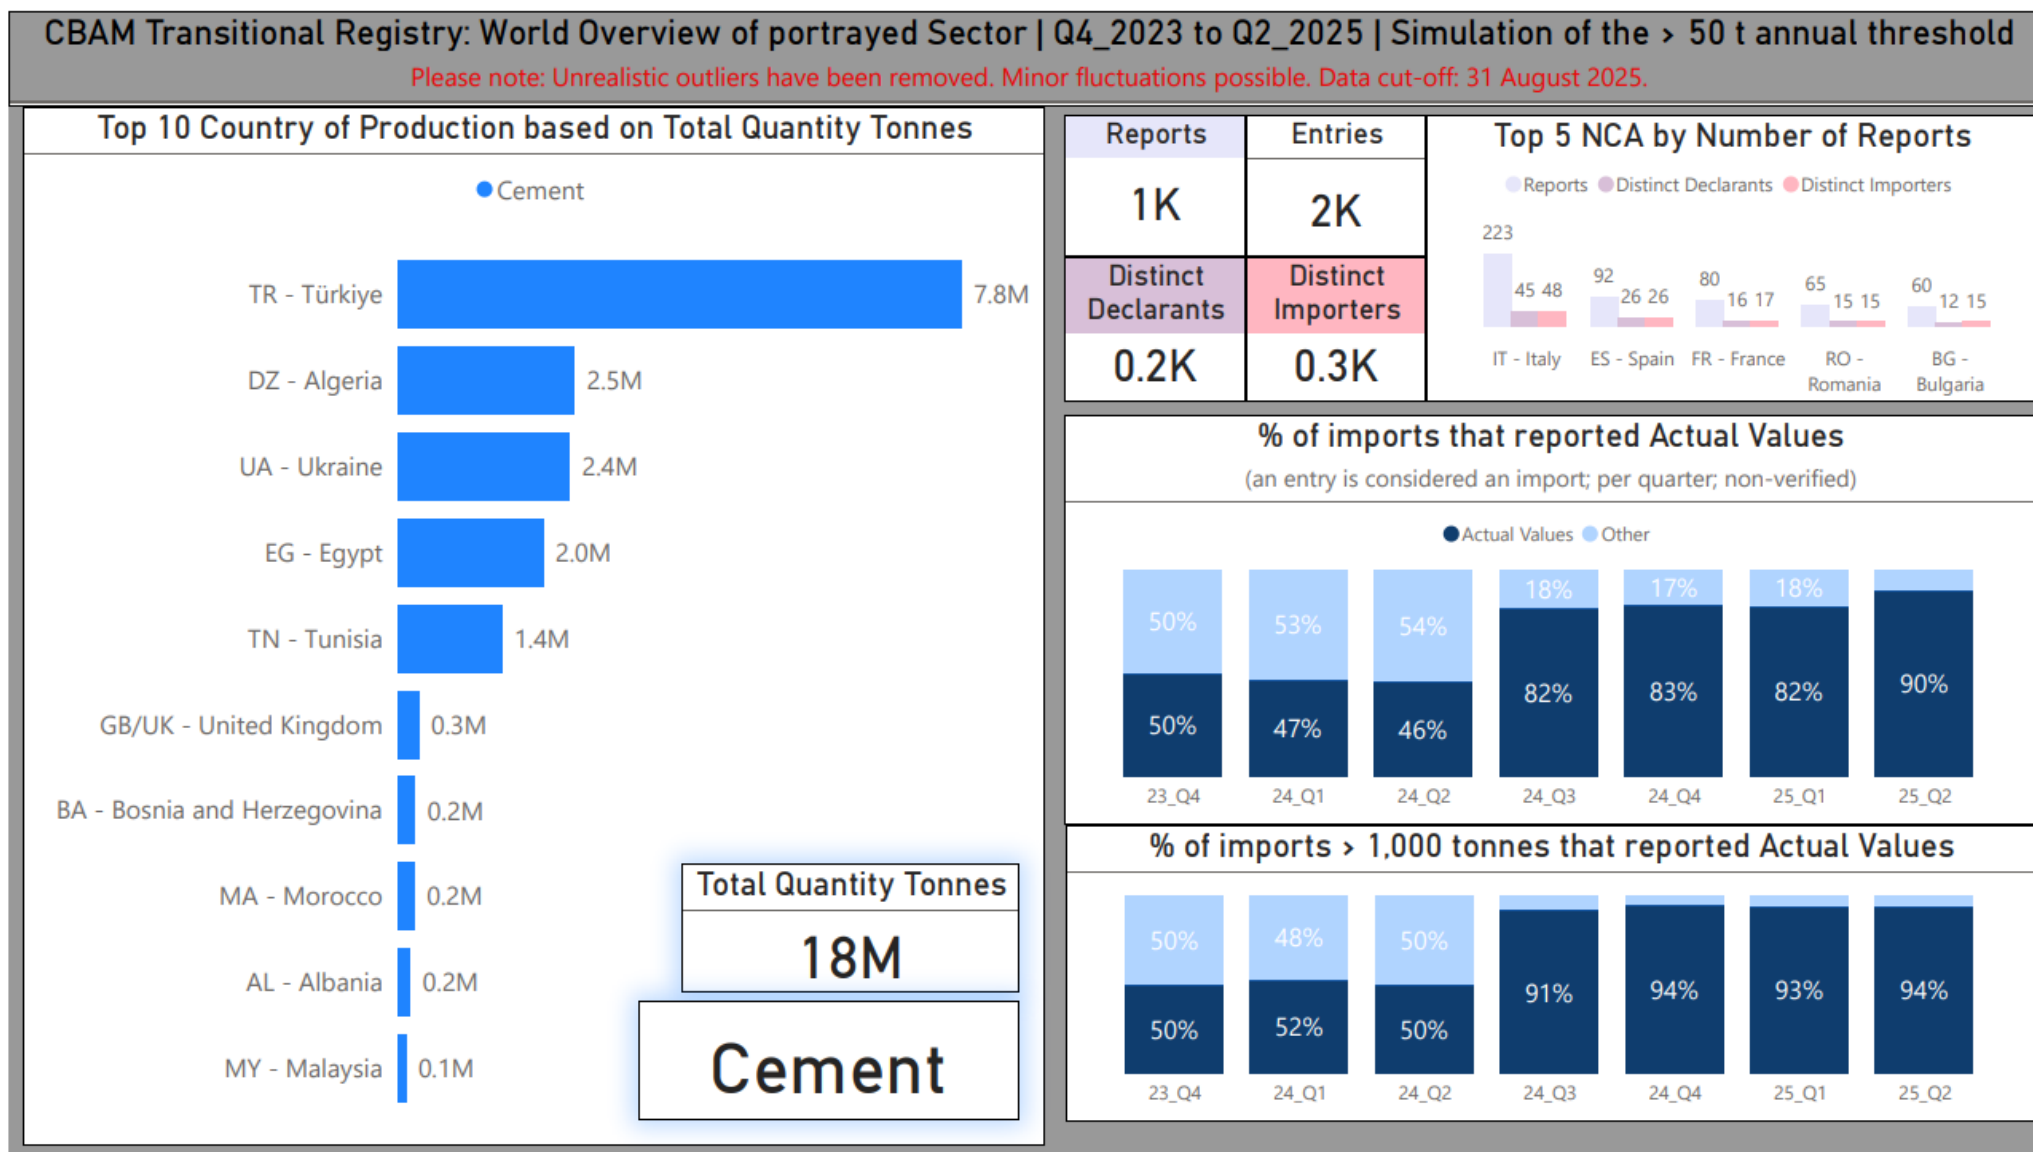 CBAM Transitional Registry: World Overview of portrayed Sector | Q4_2023 to Q2_2025 | Simulation of the > 50 t annual threshold
Please note: Unrealistic outliers have been removed. Minor fluctuations possible. Data cut-off: 31 August 2025.
Top 10 Country of Production based on Total Quantity Tonnes
Cement
TR - Türkiye 7.8M
DZ - Algeria 2.5M
UA - Ukraine 2.4M
EG - Egypt 2.0M
TN - Tunisia 1.4M
GB/UK - United Kingdom 0.3M
BA - Bosnia and Herzegovina 0.2M
MA - Morocco 0.2M
AL - Albania 0.2M
MY - Malaysia 0.1M
Total Quantity Tonnes
18M
Cement
Reports
1K
Entries
2K
Distinct
Declarants
0.2K
Distinct
Importers
0.3K
Top 5 NCA by Number of Reports
Reports Distinct Declarants Distinct Importers
223 45 48
92 26 26
80 16 17
65 15 15
60 12 15
IT - Italy
ES - Spain
FR - France
RO -
Romania
BG -
Bulgaria
% of imports that reported Actual Values
(an entry is considered an import; per quarter; non-verified)
Actual Values Other
50% 53% 54% 18% 17% 18%
50% 47% 46% 82% 83% 82% 90%
23_Q4 24_Q1 24_Q2 24_Q3 24_Q4 25_Q1 25_Q2
% of imports > 1,000 tonnes that reported Actual Values
50% 48% 50%
50% 52% 50% 91% 94% 93% 94%
23_Q4 24_Q1 24_Q2 24_Q3 24_Q4 25_Q1 25_Q2